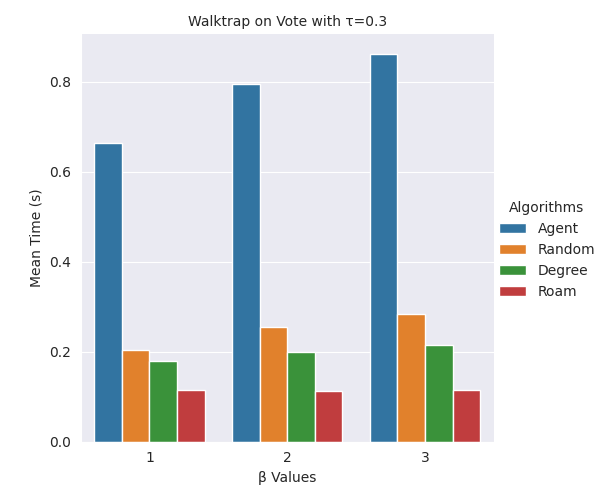 Walktrap on Vote with τ=0.3
Mean Time (s)
0.8
0.6
0.4
0.2
0.0
1
2
3
β Values
Algorithms
Agent
Random
Degree
Roam